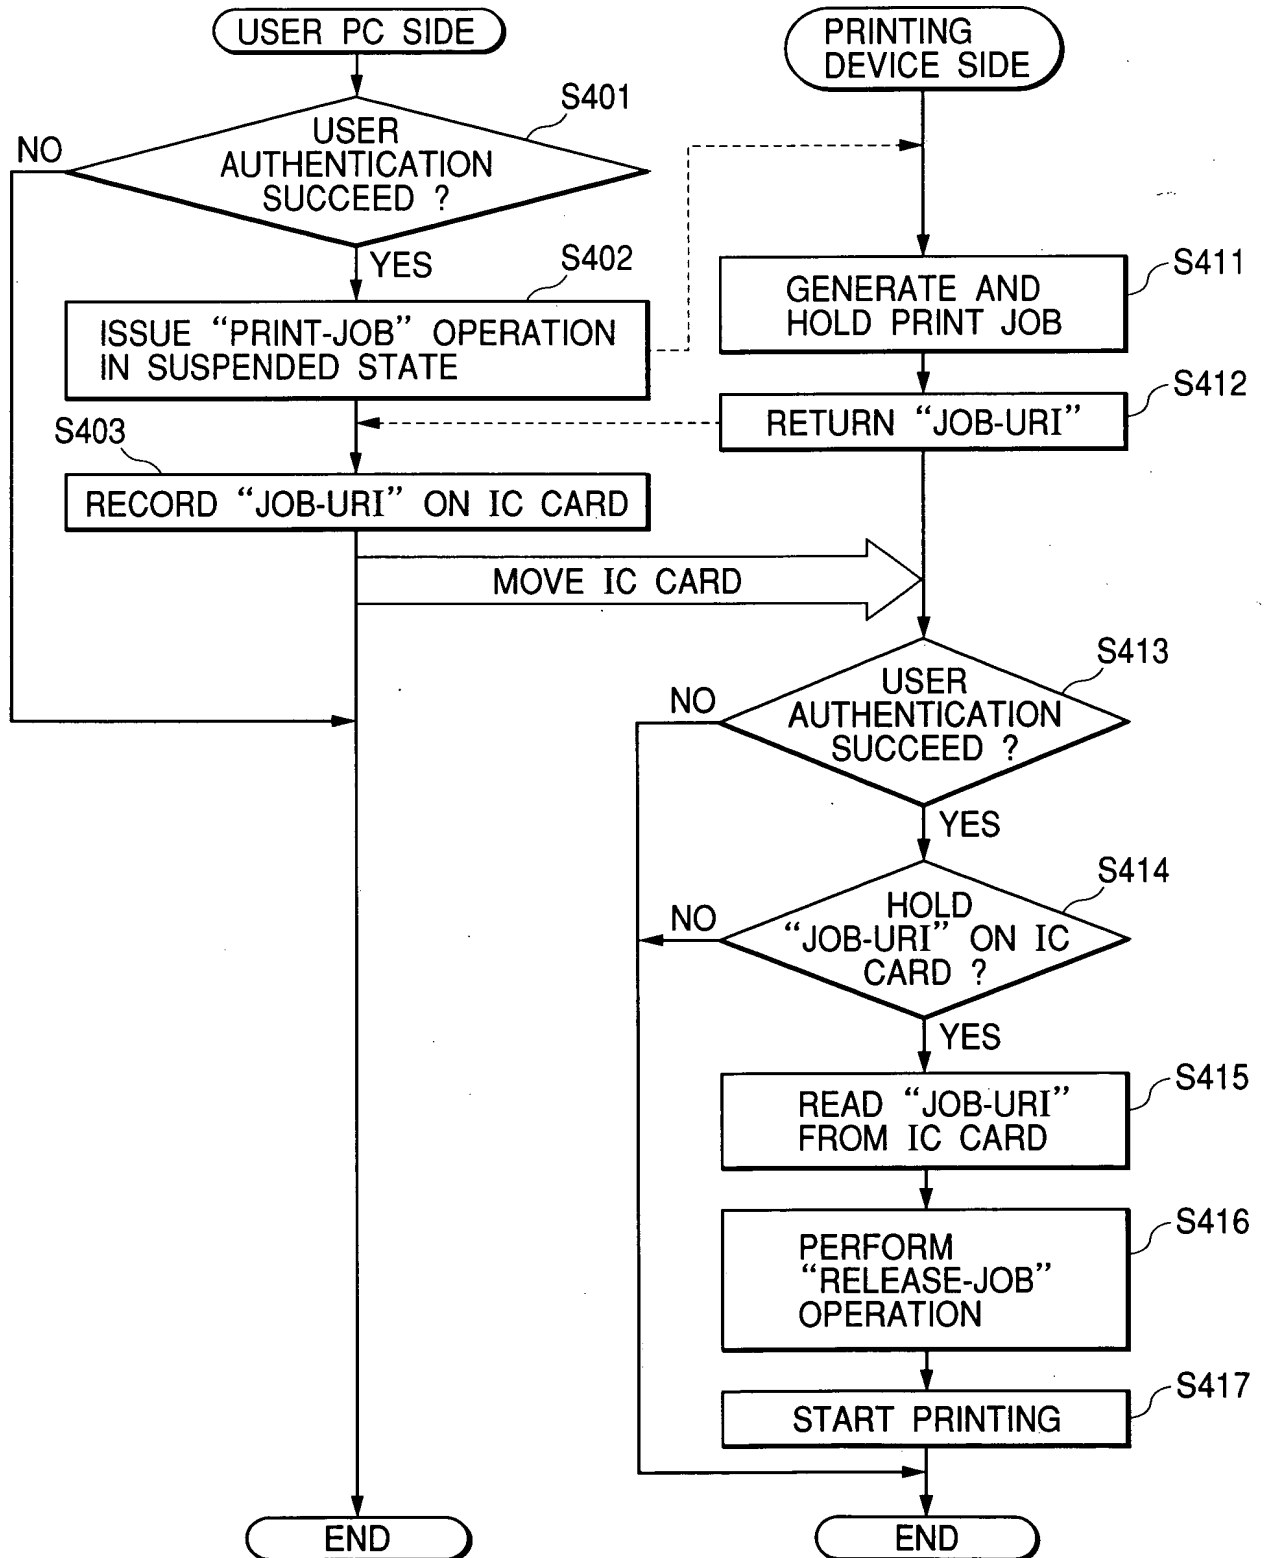 USER PC SIDE
S401
USER
AUTHENTICATION
SUCCEED ?
NO
YES
S402
ISSUE “PRINT-JOB” OPERATION
IN SUSPENDED STATE
S403
RECORD “JOB-URI” ON IC CARD
MOVE IC CARD
END
PRINTING
DEVICE SIDE
S411
GENERATE AND
HOLD PRINT JOB
S412
RETURN “JOB-URI”
S413
USER
AUTHENTICATION
SUCCEED ?
NO
YES
S414
HOLD
“JOB-URI” ON IC
CARD ?
NO
YES
S415
READ “JOB-URI”
FROM IC CARD
S416
PERFORM
“RELEASE-JOB”
OPERATION
S417
START PRINTING
END